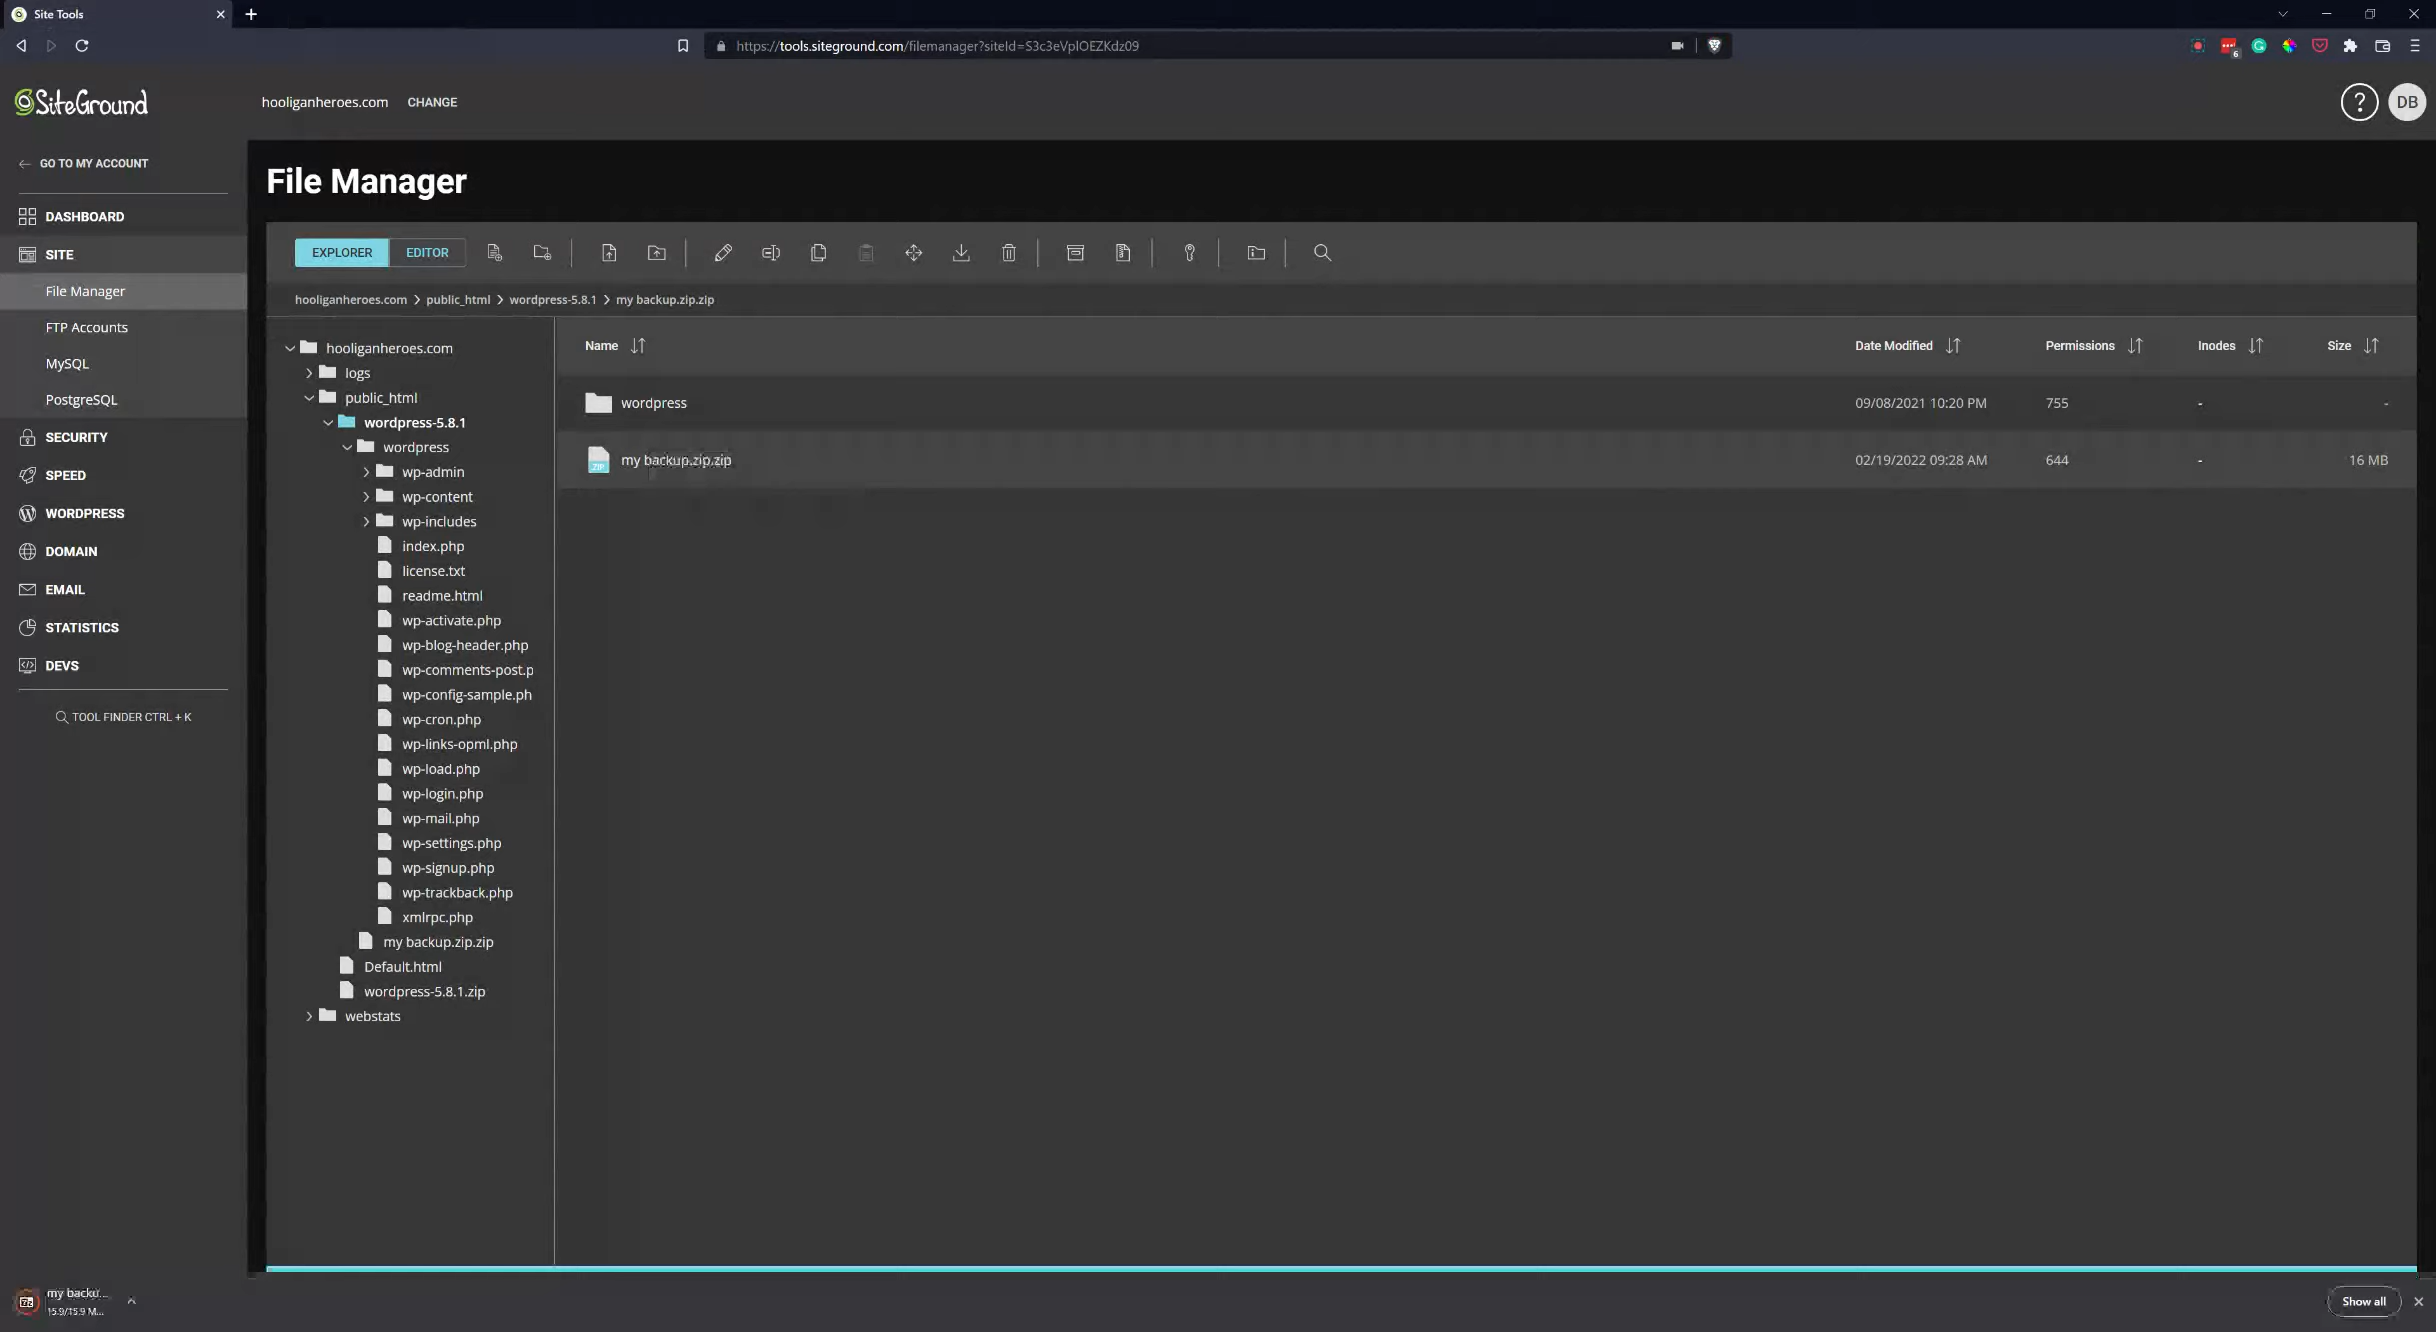 Site Tools
https://tools.siteground.com/filemanager?siteId=S3c3eVplOEZKdz09
6
SiteGround
hooliganheroes.com CHANGE
?
DB
GO TO MY ACCOUNT
DASHBOARD
SITE
File Manager
FTP Accounts
MySQL
PostgreSQL
SECURITY
SPEED
WORDPRESS
DOMAIN
EMAIL
STATISTICS
DEVS
TOOL FINDER CTRL + K
File Manager
EXPLORER EDITOR
hooliganheroes.com > public_html > wordpress-5.8.1 > my backup.zip.zip
hooliganheroes.com
logs
public_html
wordpress-5.8.1
wordpress
wp-admin
wp-content
wp-includes
index.php
license.txt
readme.html
wp-activate.php
wp-blog-header.php
wp-comments-post.p
wp-config-sample.ph
wp-cron.php
wp-links-opml.php
wp-load.php
wp-login.php
wp-mail.php
wp-settings.php
wp-signup.php
wp-trackback.php
xmlrpc.php
my backup.zip.zip
Default.html
wordpress-5.8.1.zip
webstats
Name Date Modified Permissions Inodes Size
wordpress 09/08/2021 10:20 PM 755 - -
ZIP my backup.zip.zip 02/19/2022 09:28 AM 644 - 16 MB
my backu...
15.9/15.9 M...
Show all